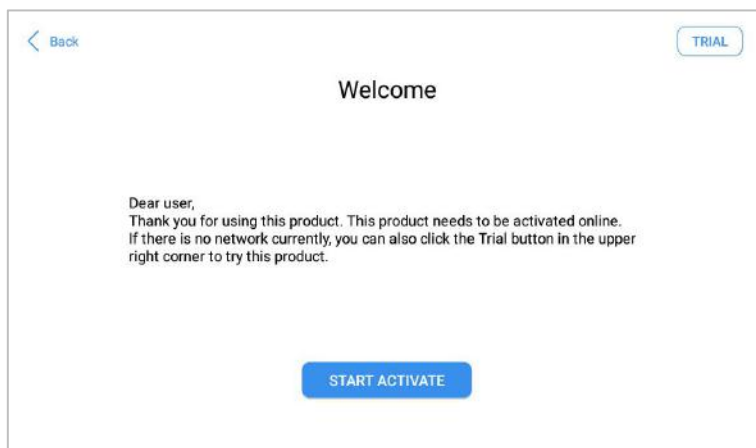 Back
TRIAL
Welcome
Dear user,
Thank you for using this product. This product needs to be activated online.
If there is no network currently, you can also click the Trial button in the upper
right corner to try this product.
START ACTIVATE